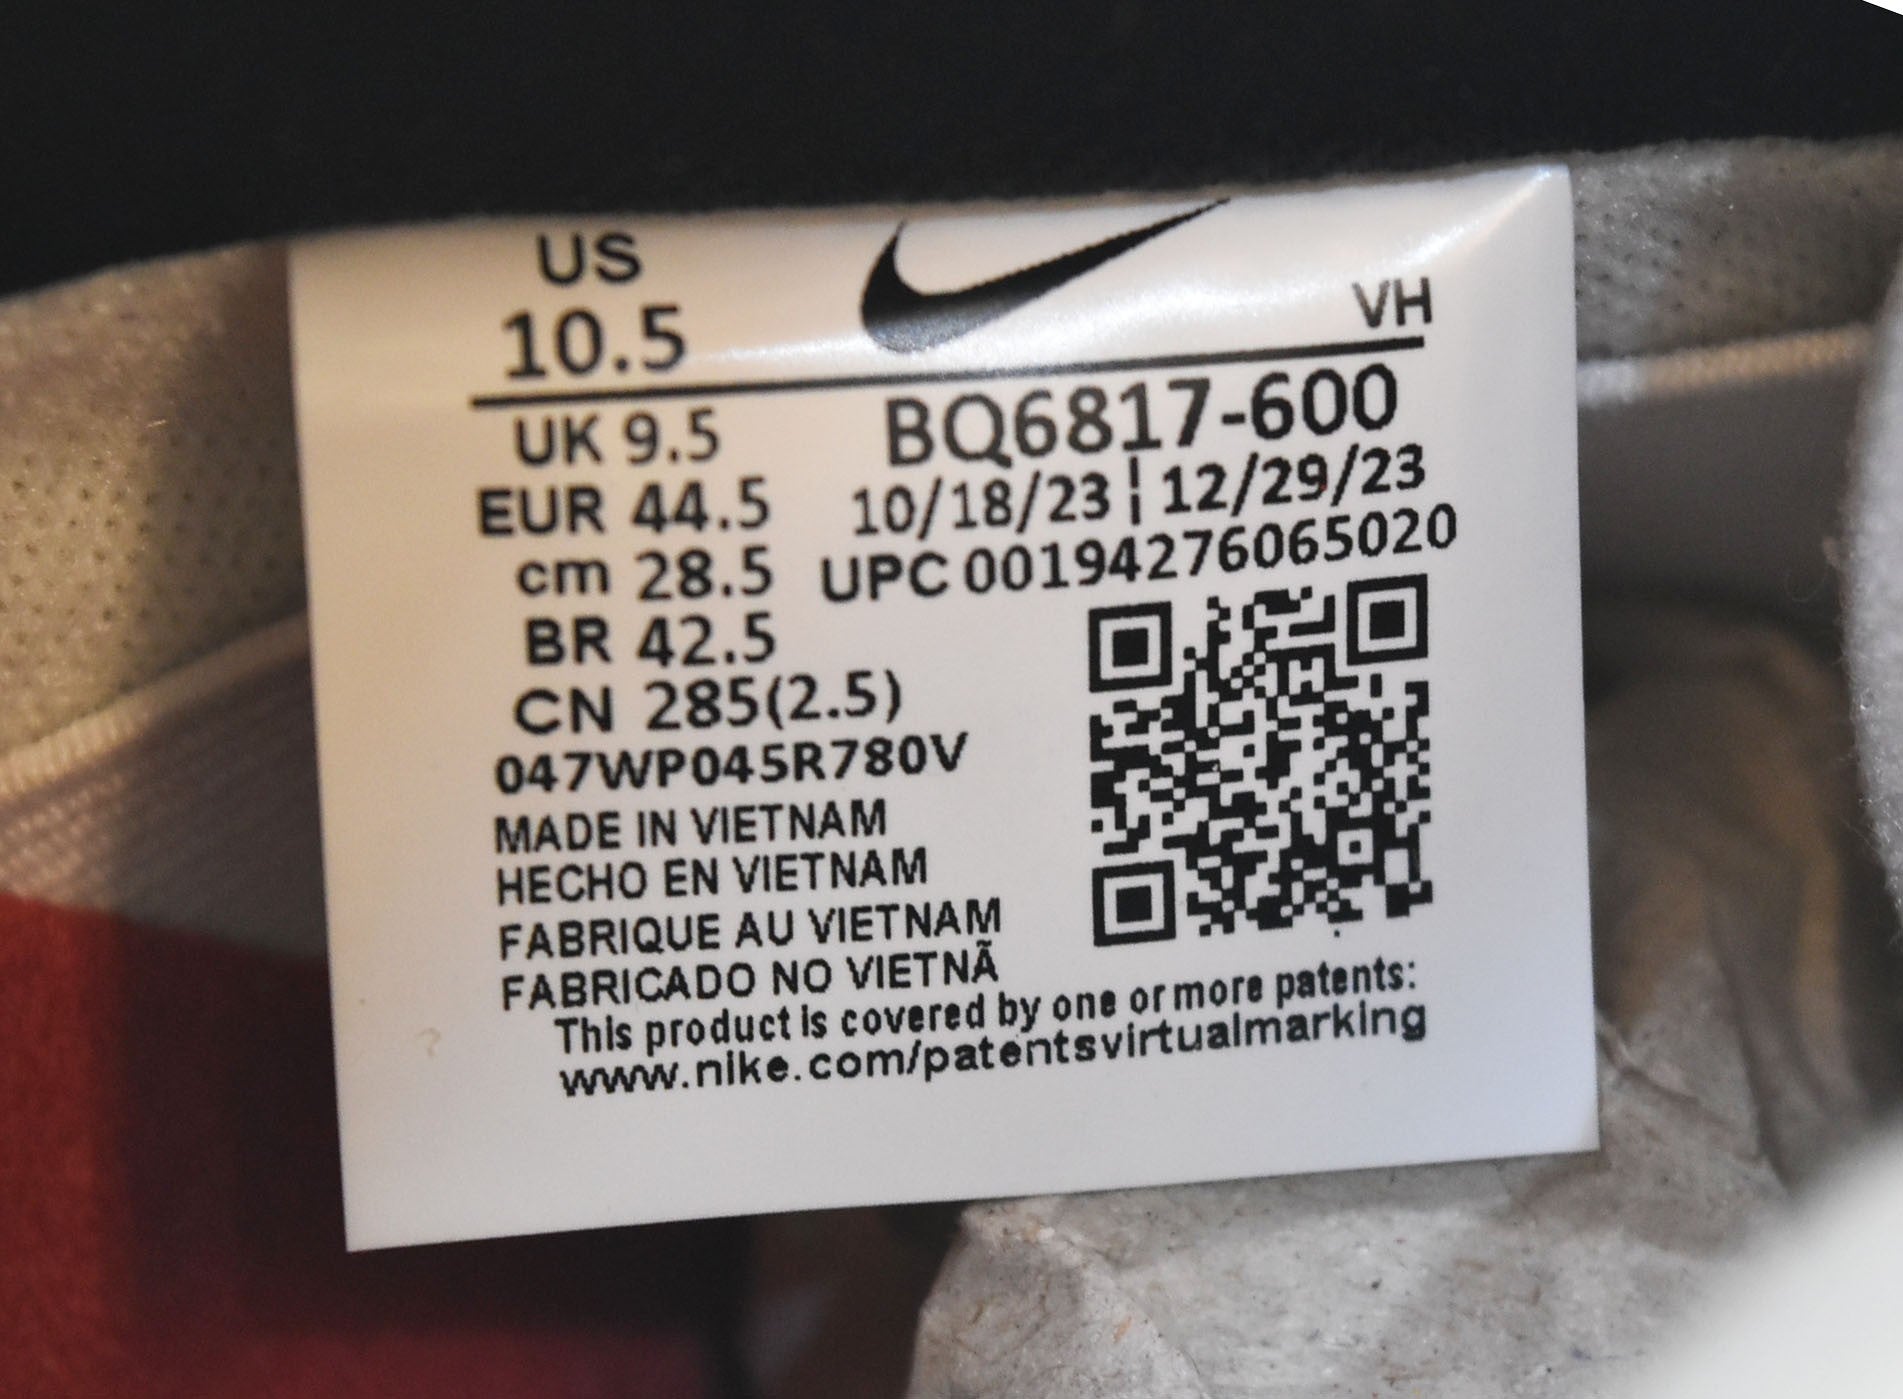 US
10.5
VH
UK 9.5
BQ6817-600
EUR 44.5
10/18/23 ¦ 12/29/23
cm 28.5
UPC 00194276065020
BR 42.5
CN 285(2.5)
047WP045R780V
MADE IN VIETNAM
HECHO EN VIETNAM
FABRIQUE AU VIETNAM
FABRICADO NO VIETNÃ
This product is covered by one or more patents:
www.nike.com/patentsvirtualmarking